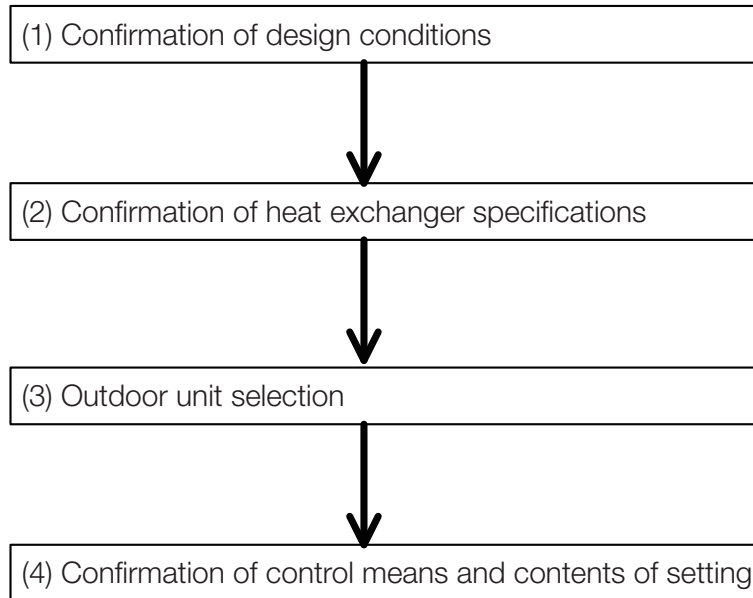 (1) Confirmation of design conditions
(2) Confirmation of heat exchanger specifications
(3) Outdoor unit selection
(4) Confirmation of control means and contents of setting